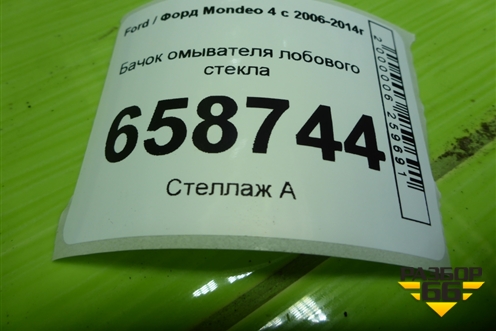 Ford / Форд Mondeo 4 с 2006-2014г
Бачок омывателя лобового
стекла
658744
Стеллаж А
2000006259691
РАЗБОР
66